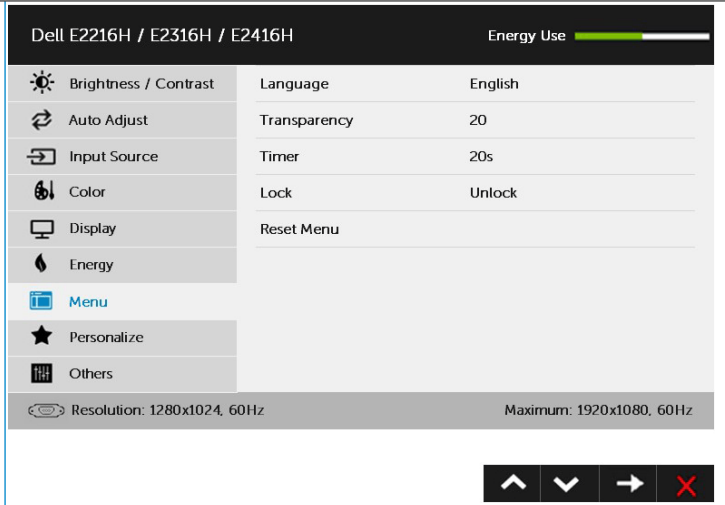 Dell E2216H / E2316H / E2416H Energy Use
Brightness / Contrast Language English
Auto Adjust Transparency 20
Input Source Timer 20s
Color Lock Unlock
Display Reset Menu
Energy
Menu
Personalize
Others
Resolution: 1280x1024, 60Hz Maximum: 1920x1080, 60Hz